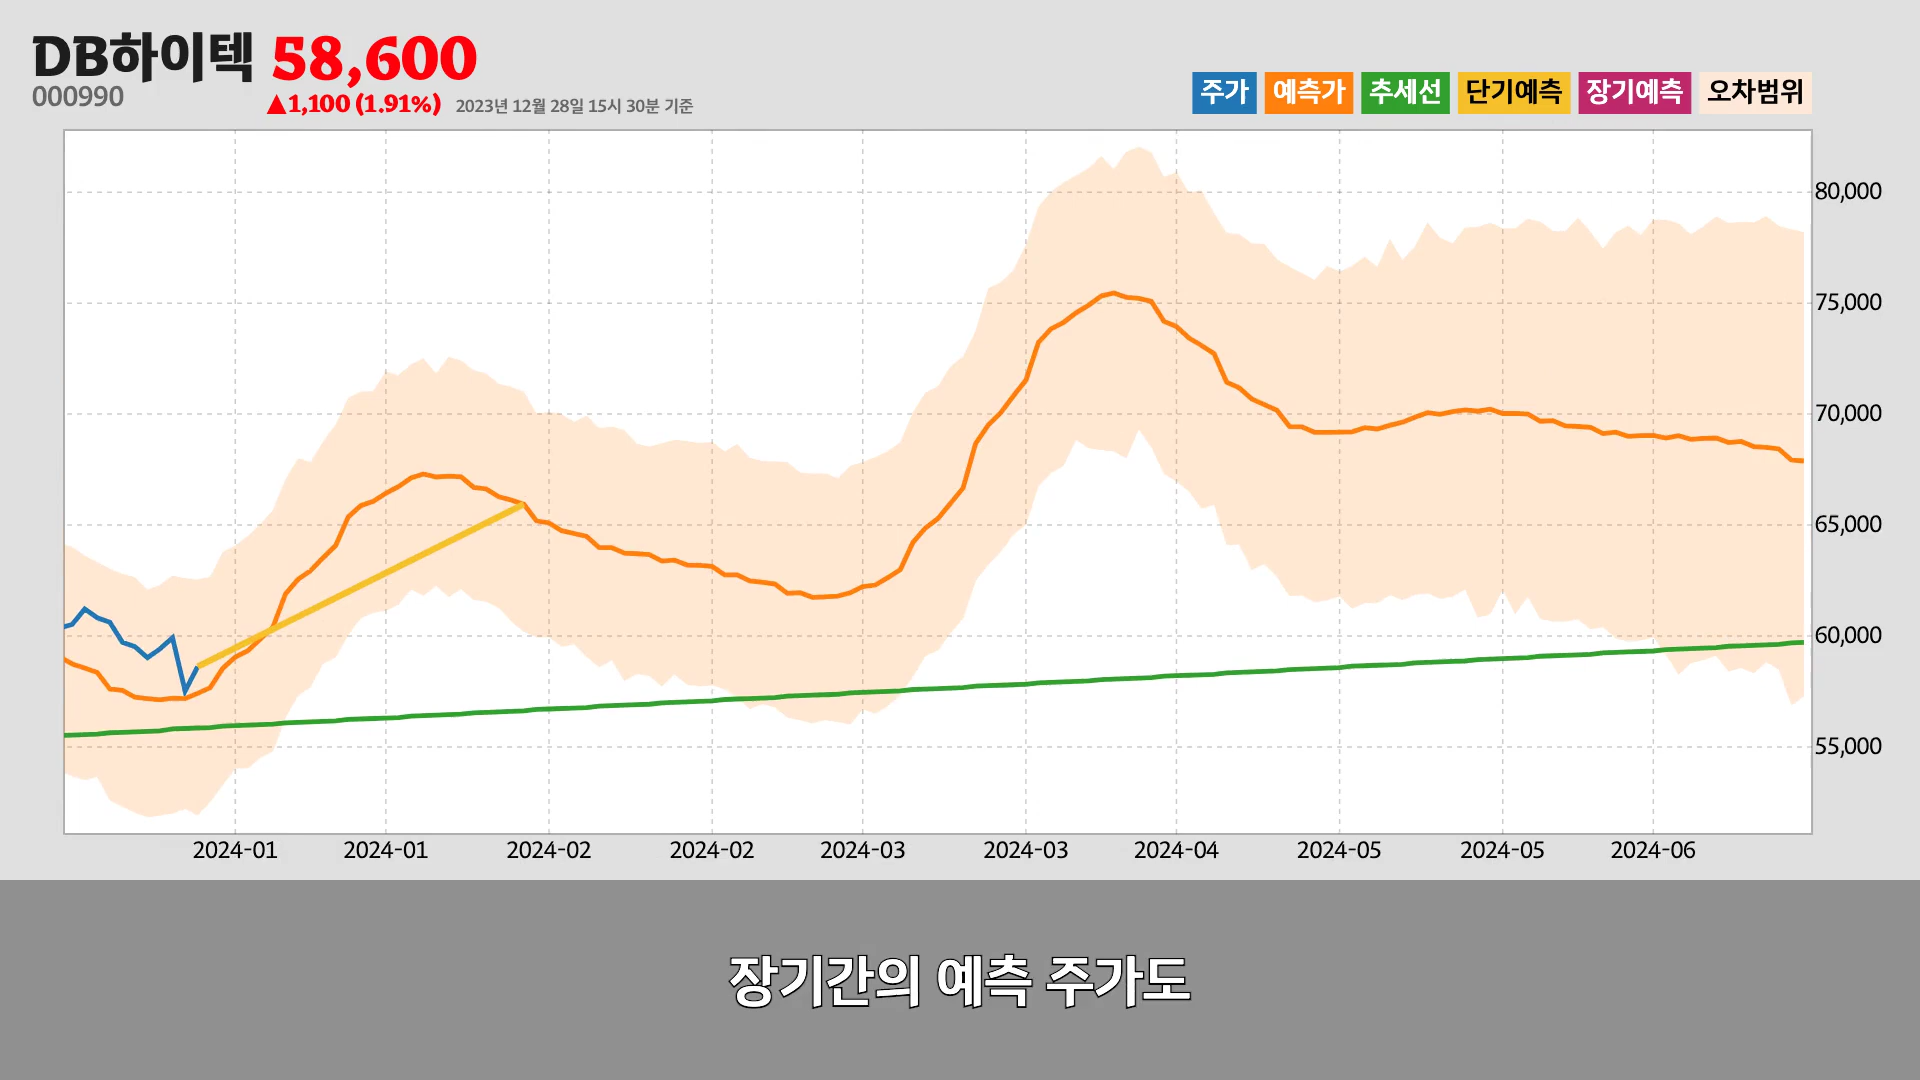 DB하이텍 58,600
000990
▲1,100 (1.91%) 2023년 12월 28일 15시 30분 기준
주가 예측가 추세선 단기예측 장기예측 오차범위
80,000
75,000
70,000
65,000
60,000
55,000
2024-01 2024-01 2024-02 2024-02 2024-03 2024-03 2024-04 2024-05 2024-05 2024-06
장기간의 예측 주가도